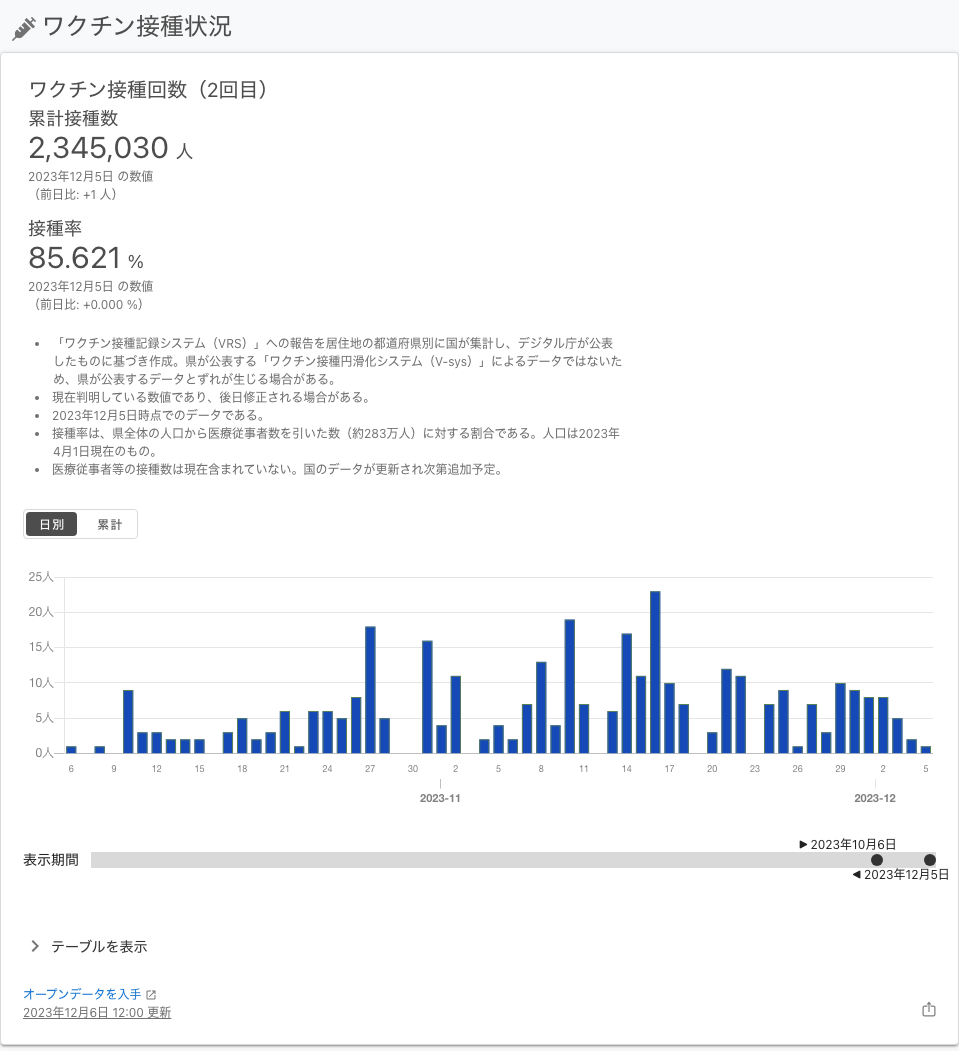 ワクチン接種状況
ワクチン接種回数（2回目）
累計接種数
2,345,030 人
2023年12月5日 の数値
（前日比: +1 人）
接種率
85.621 %
2023年12月5日 の数値
（前日比: +0.000 %）
• 「ワクチン接種記録システム（VRS）」への報告を居住地の都道府県別に国が集計し、デジタル庁が公表
したものに基づき作成。県が公表する「ワクチン接種円滑化システム（V-sys）」によるデータではないた
め、県が公表するデータとずれが生じる場合がある。
• 現在判明している数値であり、後日修正される場合がある。
• 2023年12月5日時点でのデータである。
• 接種率は、県全体の人口から医療従事者数を引いた数（約283万人）に対する割合である。人口は2023年
4月1日現在のもの。
• 医療従事者等の接種数は現在含まれていない。国のデータが更新され次第追加予定。
日別 累計
25人
20人
15人
10人
5人
0人
6 9 12 15 18 21 24 27 30 2 5 8 11 14 17 20 23 26 29 2 5
2023-11 2023-12
▶ 2023年10月6日
表示期間
◀ 2023年12月5日
テーブルを表示
オープンデータを入手
2023年12月6日 12:00 更新